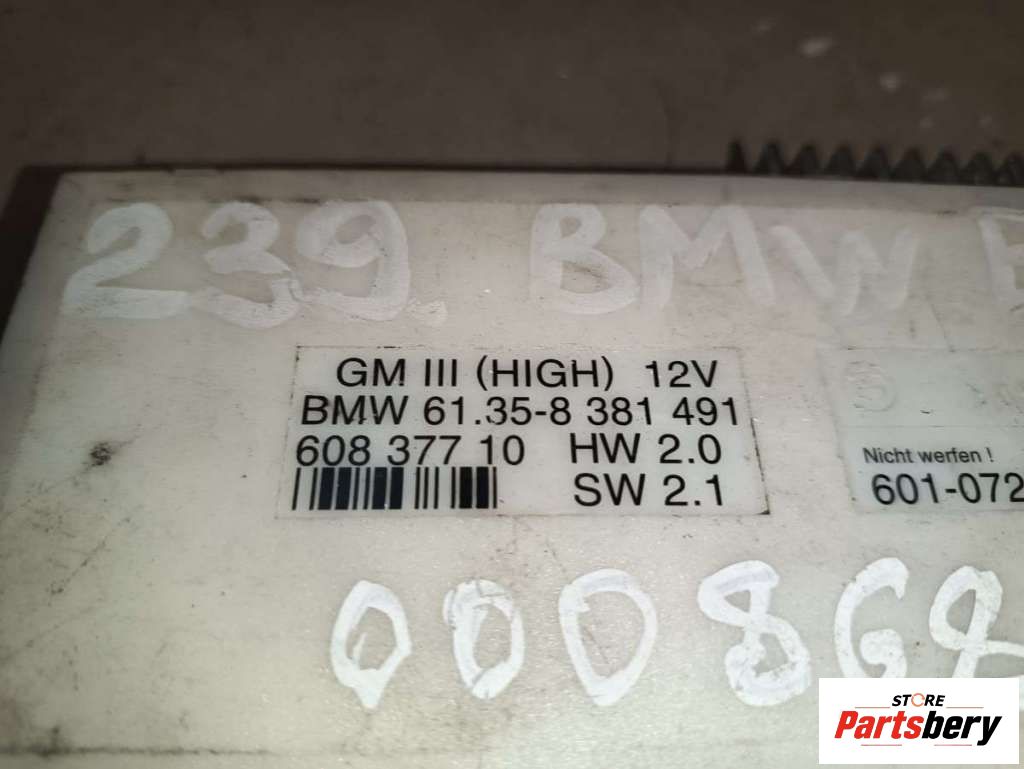 239. BMW
GM III (HIGH) 12V
BMW 61.35-8 381 491
608 377 10 HW 2.0
SW 2.1
Nicht werfen !
601-072
000868
STORE
Partsbery